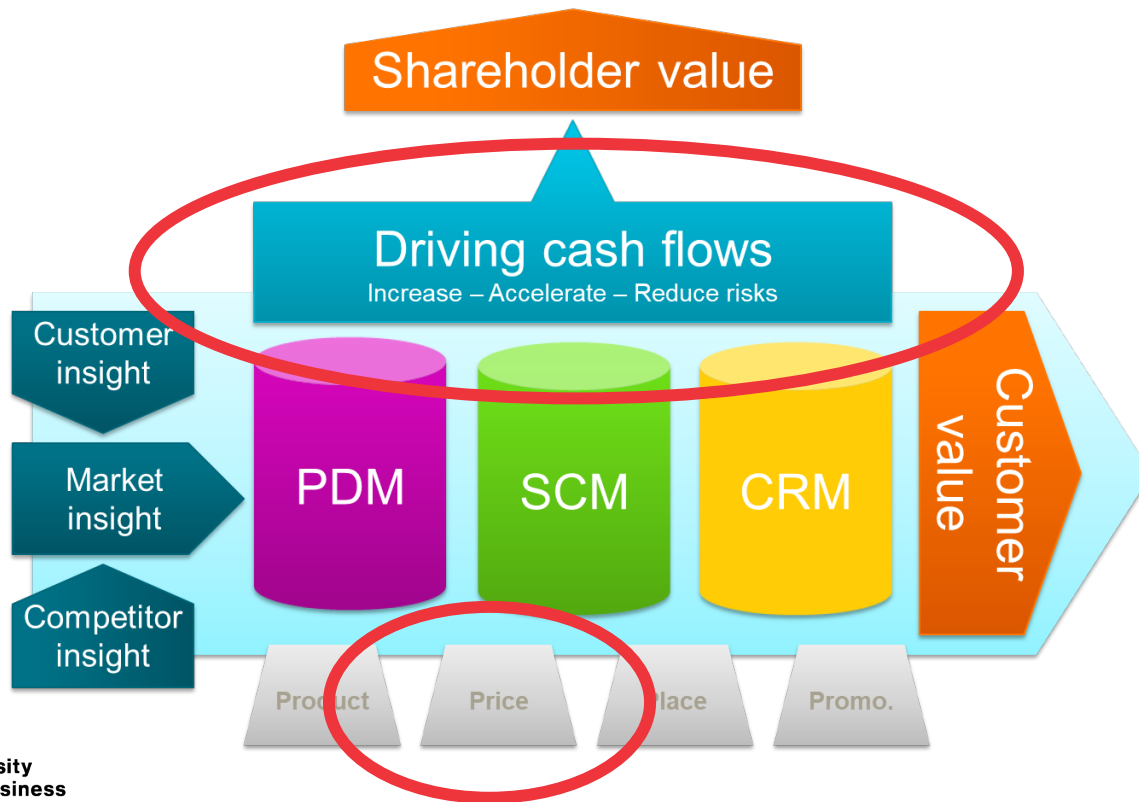 Shareholder value
Driving cash flows
Increase – Accelerate – Reduce risks
Customer
insight
Market
insight
Competitor
insight
PDM
SCM
CRM
Customer
value
Product
Price
Place
Promo.
sity
siness